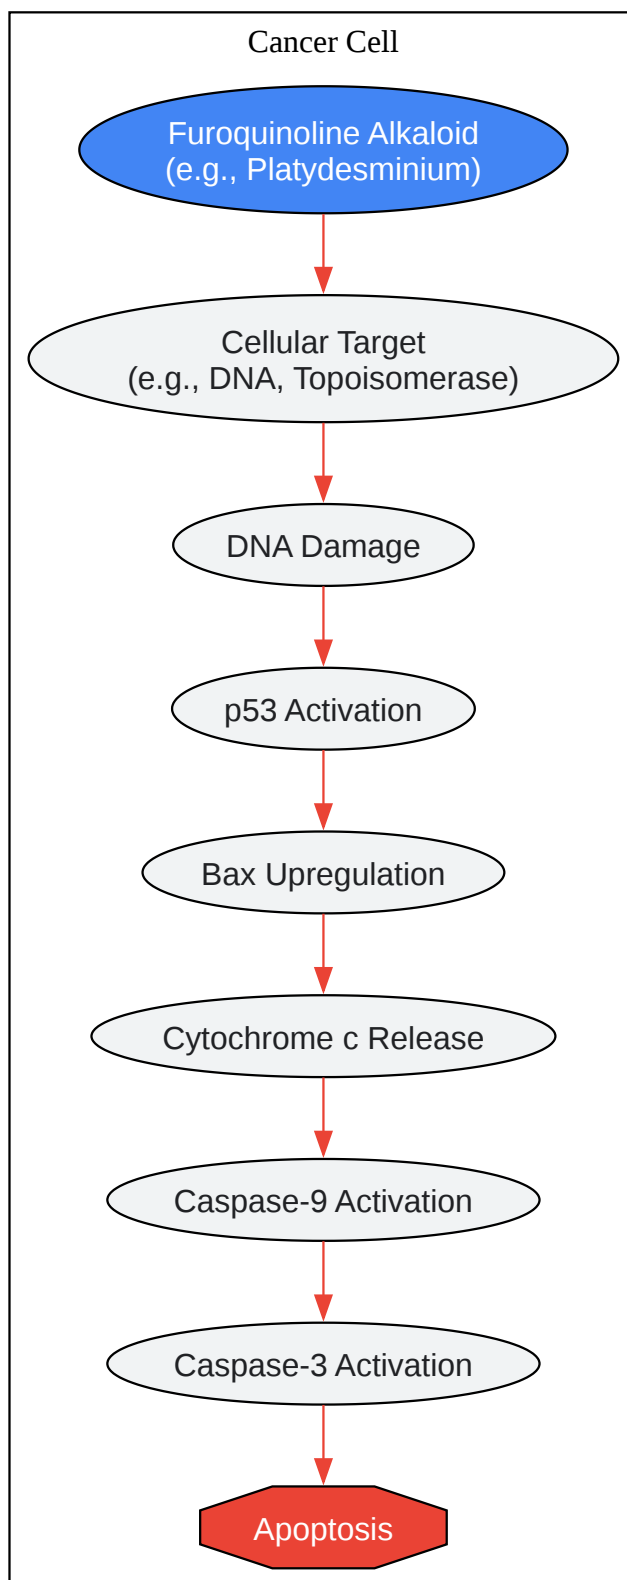 Cancer Cell
Furoquinoline Alkaloid
(e.g., Platydesminium)
Cellular Target
(e.g., DNA, Topoisomerase)
DNA Damage
p53 Activation
Bax Upregulation
Cytochrome c Release
Caspase-9 Activation
Caspase-3 Activation
Apoptosis